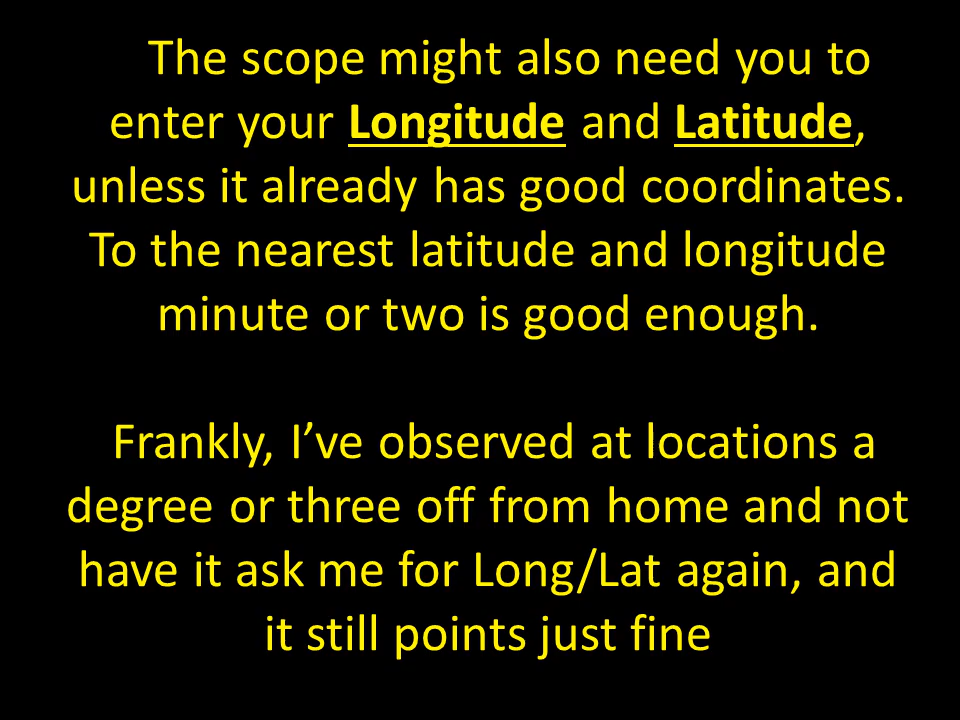 The scope might also need you to
enter your Longitude and Latitude,
unless it already has good coordinates.
To the nearest latitude and longitude
minute or two is good enough.
Frankly, I’ve observed at locations a
degree or three off from home and not
have it ask me for Long/Lat again, and
it still points just fine